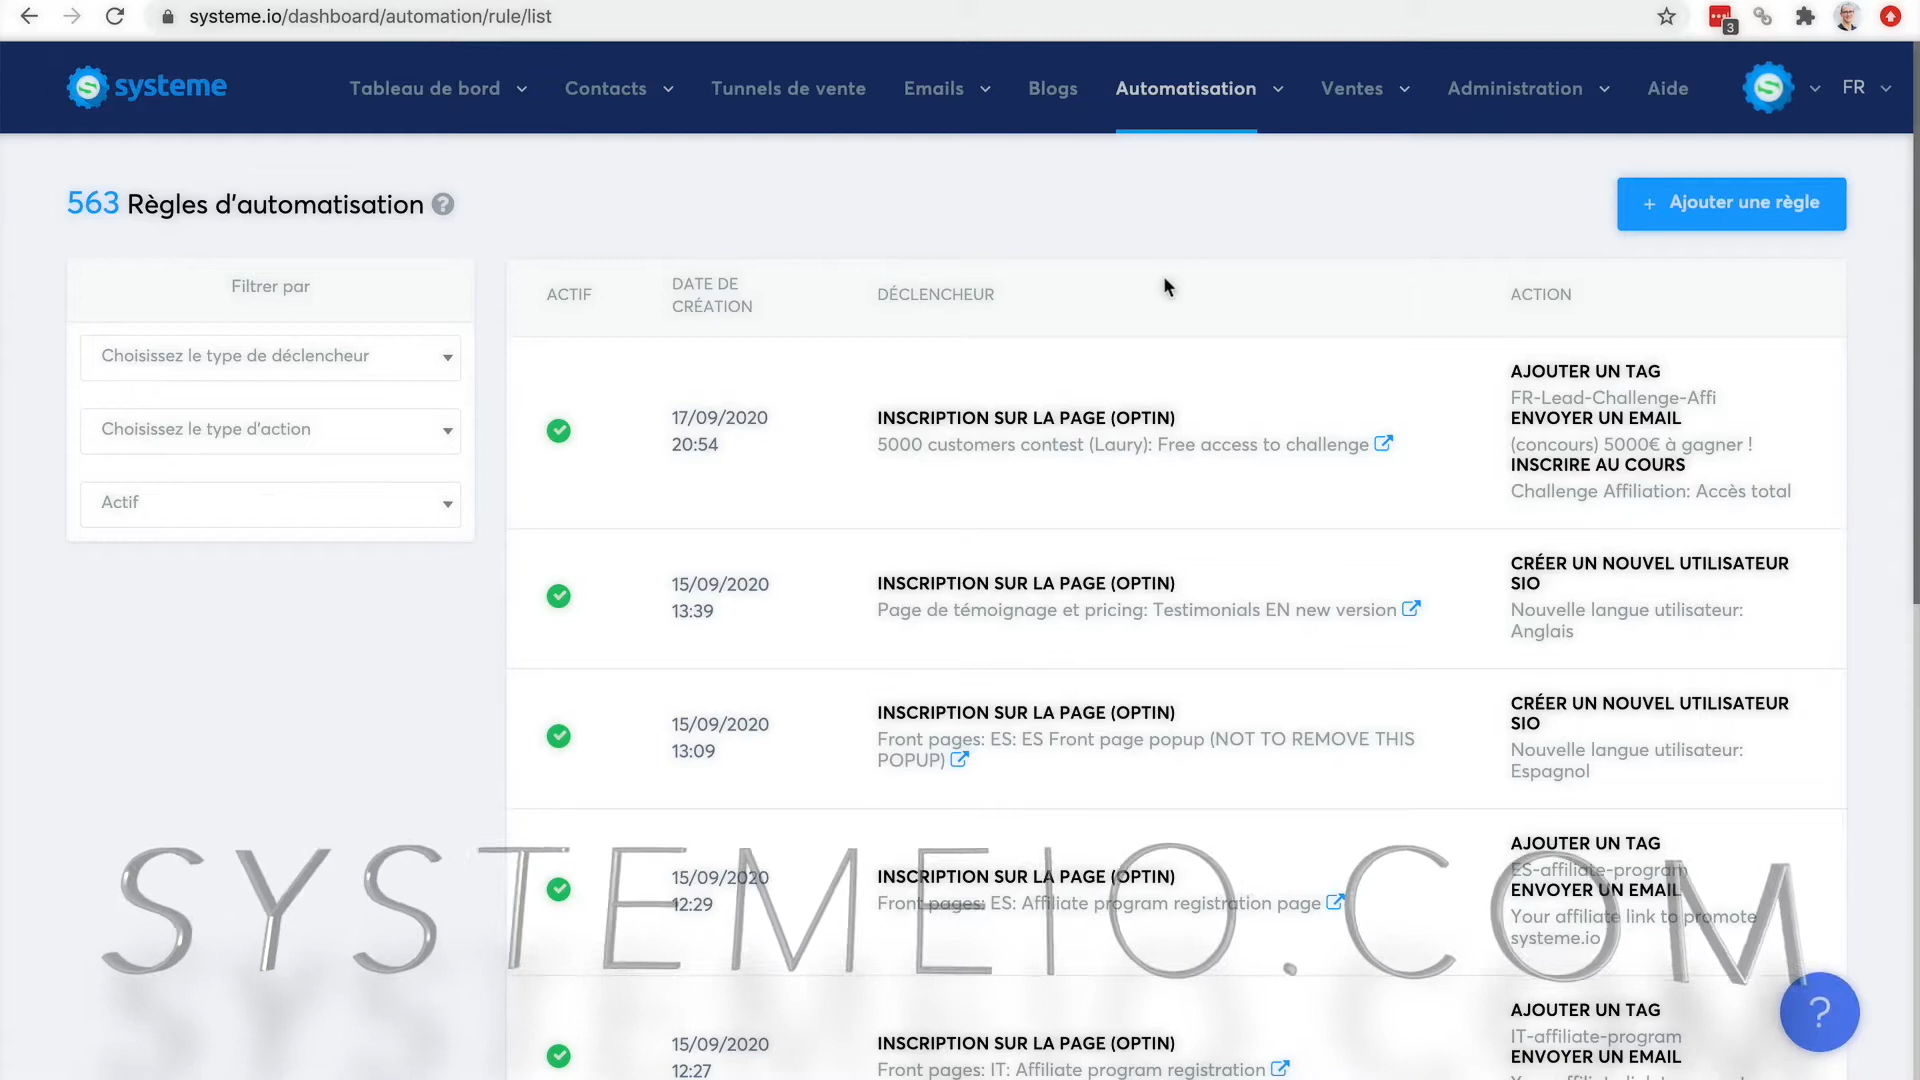 systeme.io/dashboard/automation/rule/list
3
systeme
Tableau de bord
Contacts
Tunnels de vente
Emails
Blogs
Automatisation
Ventes
Administration
Aide
FR
563 Règles d'automatisation ?
+ Ajouter une règle
Filtrer par
Choisissez le type de déclencheur
Choisissez le type d'action
Actif
ACTIF
DATE DE
CRÉATION
DÉCLENCHEUR
ACTION
17/09/2020
20:54
INSCRIPTION SUR LA PAGE (OPTIN)
5000 customers contest (Laury): Free access to challenge
AJOUTER UN TAG
FR-Lead-Challenge-Affi
ENVOYER UN EMAIL
(concours) 5000€ à gagner !
INSCRIRE AU COURS
Challenge Affiliation: Accès total
15/09/2020
13:39
INSCRIPTION SUR LA PAGE (OPTIN)
Page de témoignage et pricing: Testimonials EN new version
CRÉER UN NOUVEL UTILISATEUR
SIO
Nouvelle langue utilisateur:
Anglais
15/09/2020
13:09
INSCRIPTION SUR LA PAGE (OPTIN)
Front pages: ES: ES Front page popup (NOT TO REMOVE THIS
POPUP)
CRÉER UN NOUVEL UTILISATEUR
SIO
Nouvelle langue utilisateur:
Espagnol
15/09/2020
12:29
INSCRIPTION SUR LA PAGE (OPTIN)
Front pages: ES: Affiliate program registration page
AJOUTER UN TAG
ES-affiliate-program
ENVOYER UN EMAIL
Your affiliate link to promote
systeme.io
SYSTEMEIO.COM
15/09/2020
12:27
INSCRIPTION SUR LA PAGE (OPTIN)
Front pages: IT: Affiliate program registration
AJOUTER UN TAG
IT-affiliate-program
ENVOYER UN EMAIL
?